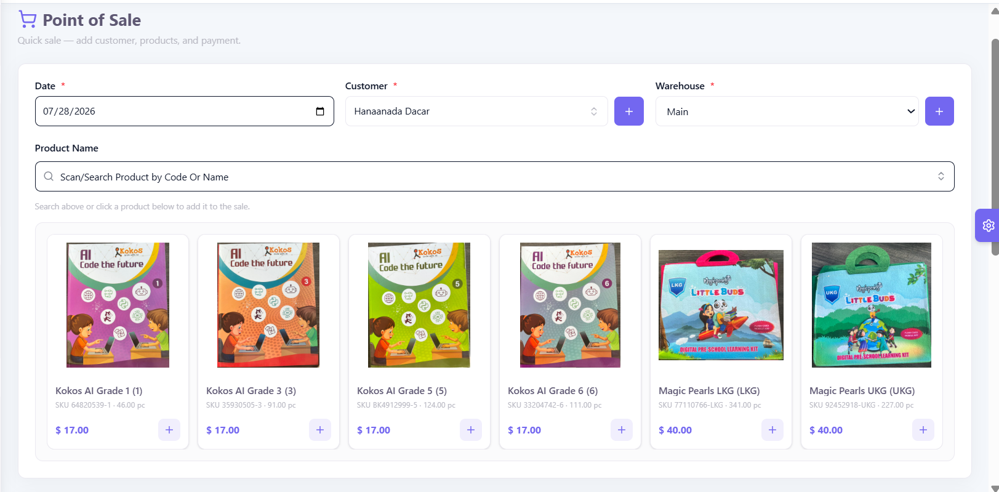 Point of Sale
Quick sale — add customer, products, and payment.
Date *
Customer *
Warehouse *
07/28/2026
Hanaanada Dacar
+
Main
+
Product Name
Scan/Search Product by Code Or Name
Search above or click a product below to add it to the sale.
AI
Kokos
Code the future
1
AI
Kokos
Code the future
3
AI
Kokos
Code the future
5
AI
Kokos
Code the future
6
LKG
LITTLE BUDS
DIGITAL PRE-SCHOOL LEARNING KIT
UKG
LITTLE BUDS
DIGITAL PRE-SCHOOL LEARNING KIT
Kokos AI Grade 1 (1)
SKU 64820539-1 · 46.00 pc
$ 17.00
+
Kokos AI Grade 3 (3)
SKU 35930505-3 · 91.00 pc
$ 17.00
+
Kokos AI Grade 5 (5)
SKU BK4912999-5 · 124.00 pc
$ 17.00
+
Kokos AI Grade 6 (6)
SKU 33204742-6 · 111.00 pc
$ 17.00
+
Magic Pearls LKG (LKG)
SKU 77110766-LKG · 341.00 pc
$ 40.00
+
Magic Pearls UKG (UKG)
SKU 92452918-UKG · 227.00 pc
$ 40.00
+